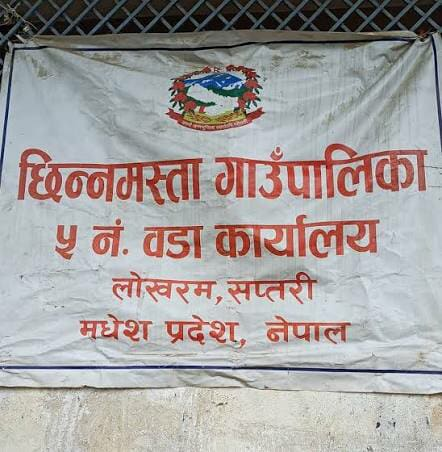 छिन्नमस्ता गाउँपालिका
५ नं. वडा कार्यालय
लोखरम, सप्तरी
मधेश प्रदेश, नेपाल